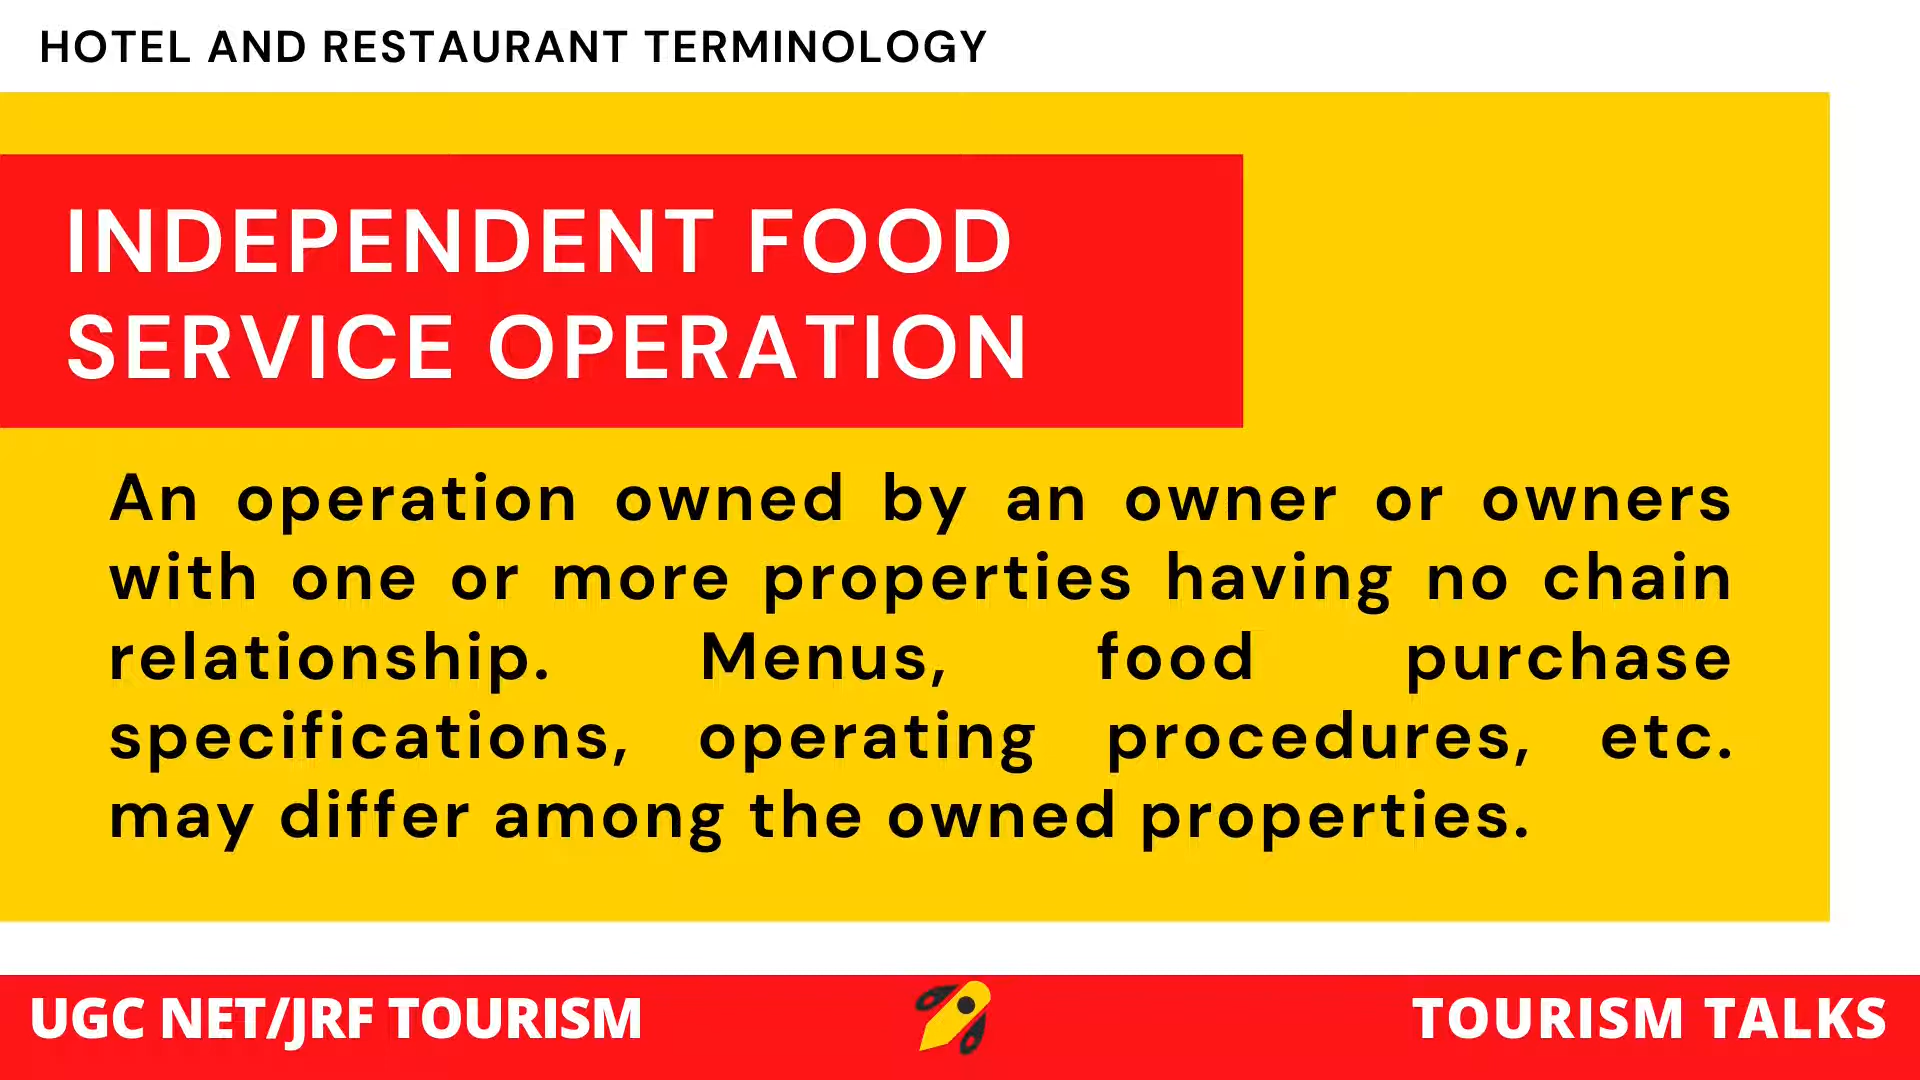 HOTEL AND RESTAURANT TERMINOLOGY
INDEPENDENT FOOD
SERVICE OPERATION
An operation owned by an owner or owners
with one or more properties having no chain
relationship. Menus, food purchase
specifications, operating procedures, etc.
may differ among the owned properties.
UGC NET/JRF TOURISM
TOURISM TALKS